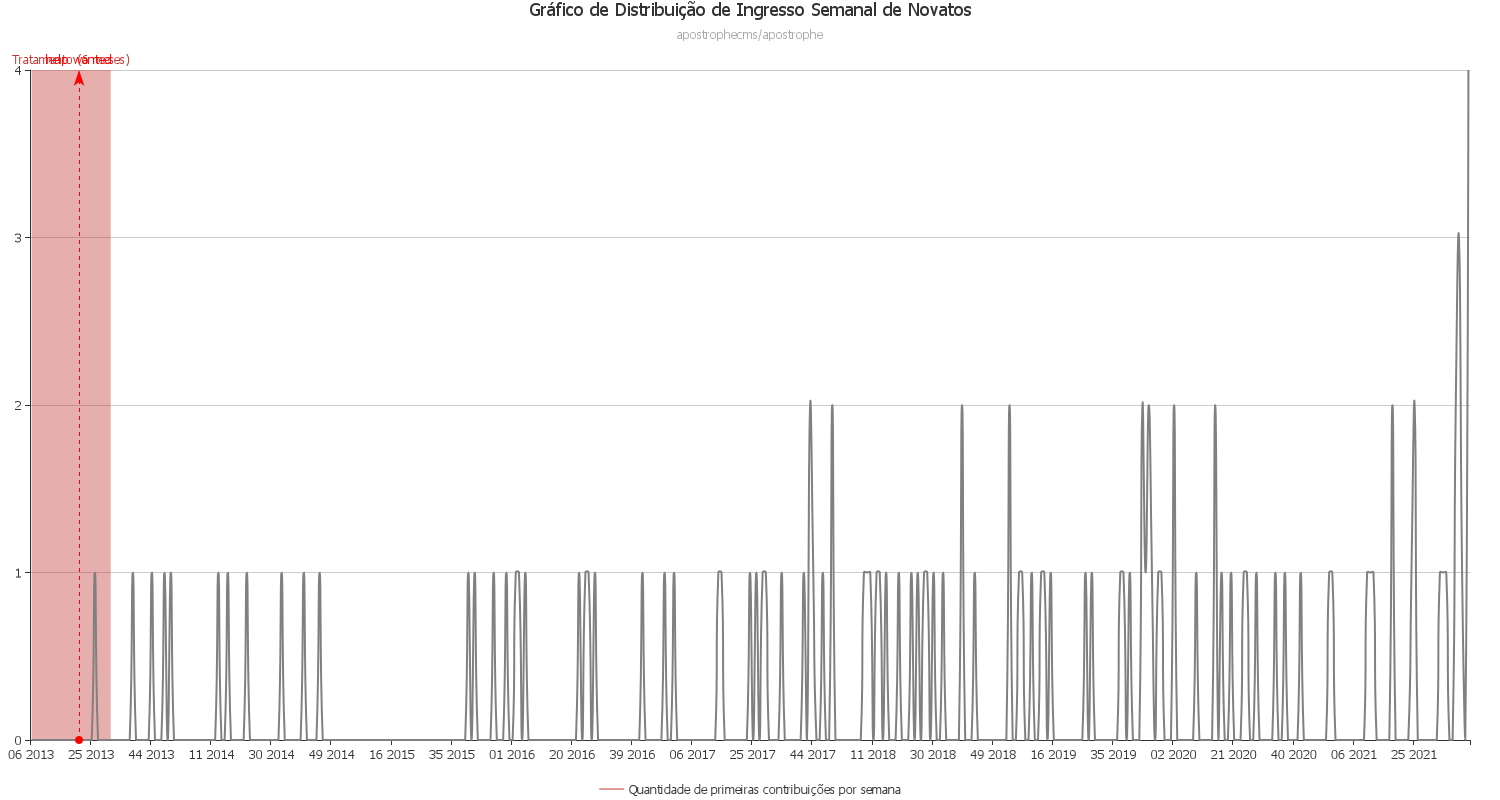 Gráfico de Distribuição de Ingresso Semanal de Novatos
apostrophecms/apostrophe
Tratamento (6 meses)
4
3
2
1
0
06 2013 25 2013 44 2013 11 2014 30 2014 49 2014 16 2015 35 2015 01 2016 20 2016 39 2016 06 2017 25 2017 44 2017 11 2018 30 2018 49 2018 16 2019 35 2019 02 2020 21 2020 40 2020 06 2021 25 2021
Quantidade de primeiras contribuições por semana